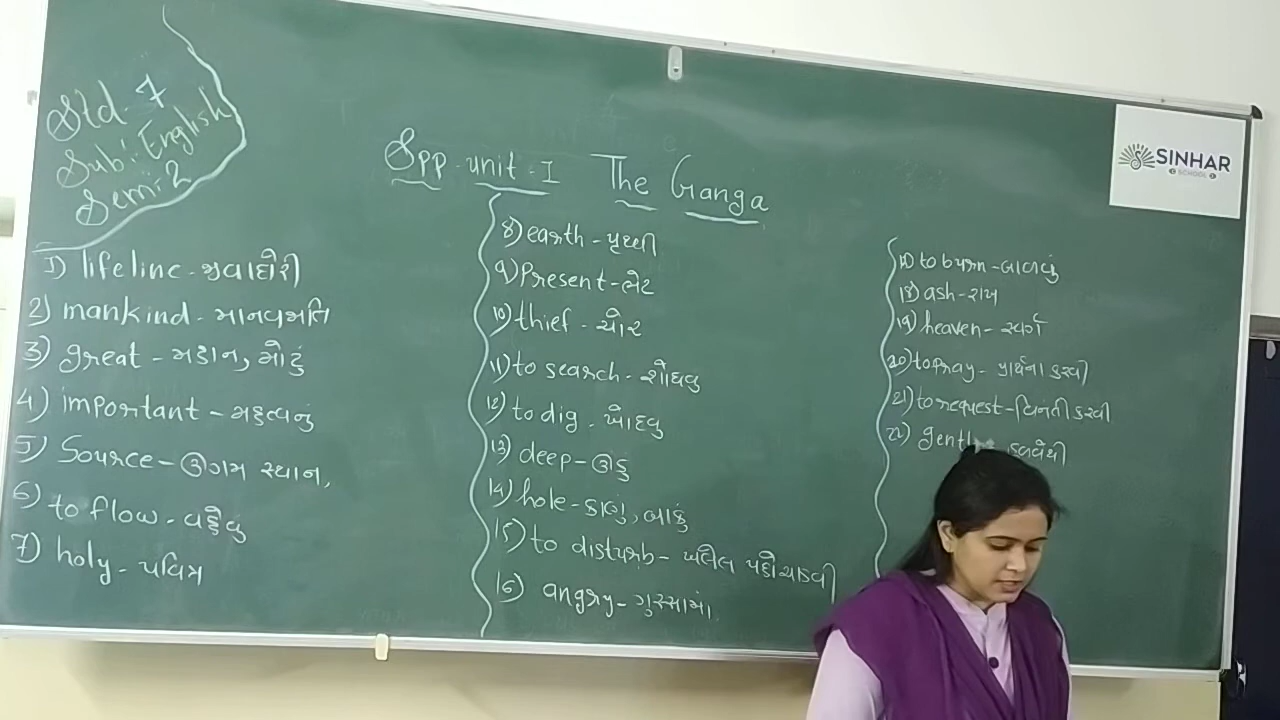 Std. 7
Sub:. English
Sem:-2
Spp-unit-I The Ganga
1) lifeline - જીવાદોરી
2) mankind - માનવજાતિ
3) great - મહાન, મોટું
4) important - મહત્વનું
5) Source - ઊગમ સ્થાન,
6) to flow - વહેવુ
7) holy - પવિત્ર
8) earth - પૃથ્વી
9) Present - ભેટ
10) thief - ચોર
11) to search - શોધવુ
12) to dig - ખોદવુ
13) deep - ઊંડુ
14) hole - કાણું, બાકું
15) to disturb - ખલેલ પહોચાડવી
16) angry - ગુસ્સામાં.
to burn - બાળવું
18) ash - રાખ
19) heaven - સ્વર્ગ
20) to pray - પ્રાર્થના કરવી
21) to request - વિનંતી કરવી
22) હળવેથી
SINHAR
SCHOOL